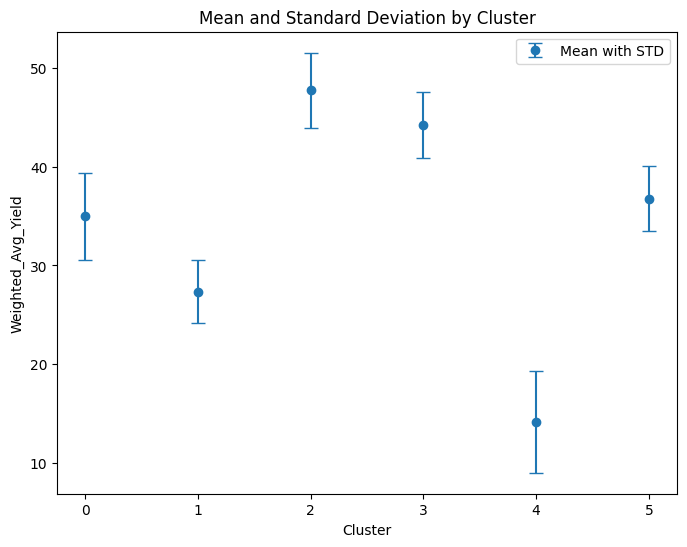 Mean and Standard Deviation by Cluster
Mean with STD
Weighted_Avg_Yield
50
40
30
20
10
0 1 2 3 4 5
Cluster